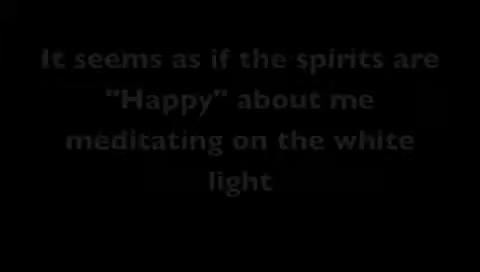 It seems as if the spirits are
"Happy" about me
meditating on the white
light